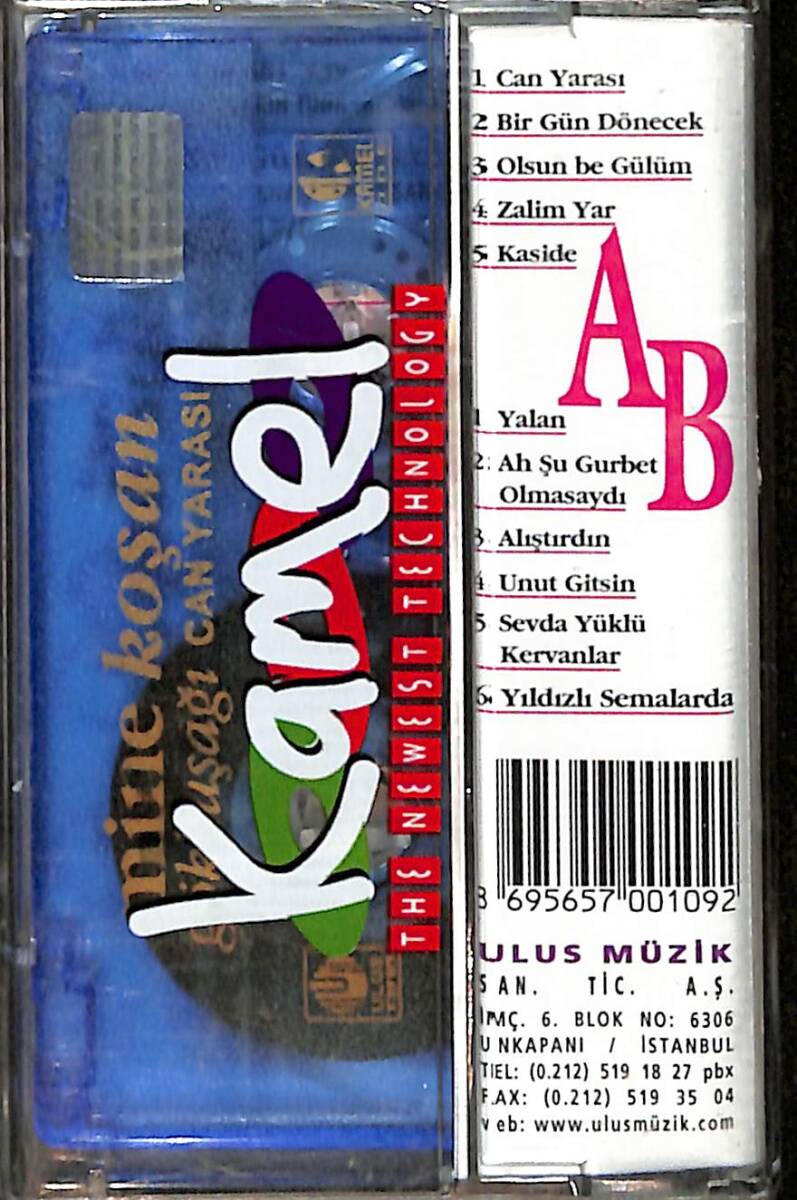 mine koşan
CAN YARASI
KAMEL
Kamel
THE NEWEST TECHNOLOGY
1 Can Yarası
2 Bir Gün Dönecek
3 Olsun be Gülüm
4 Zalim Yar
5 Kaside
A
B
1 Yalan
2: Ah Şu Gurbet
Olmasaydı
3 Alıştırdın
4 Unut Gitsin
5 Sevda Yüklü
Kervanlar
6 Yıldızlı Semalarda
8 695657 001092
ULUS MÜZİK
SAN. TİC. A.Ş.
İMÇ. 6. BLOK NO: 6306
UNKAPANI / İSTANBUL
TEL: (0.212) 519 18 27 pbx
FAX: (0.212) 519 35 04
web: www.ulusmüzik.com